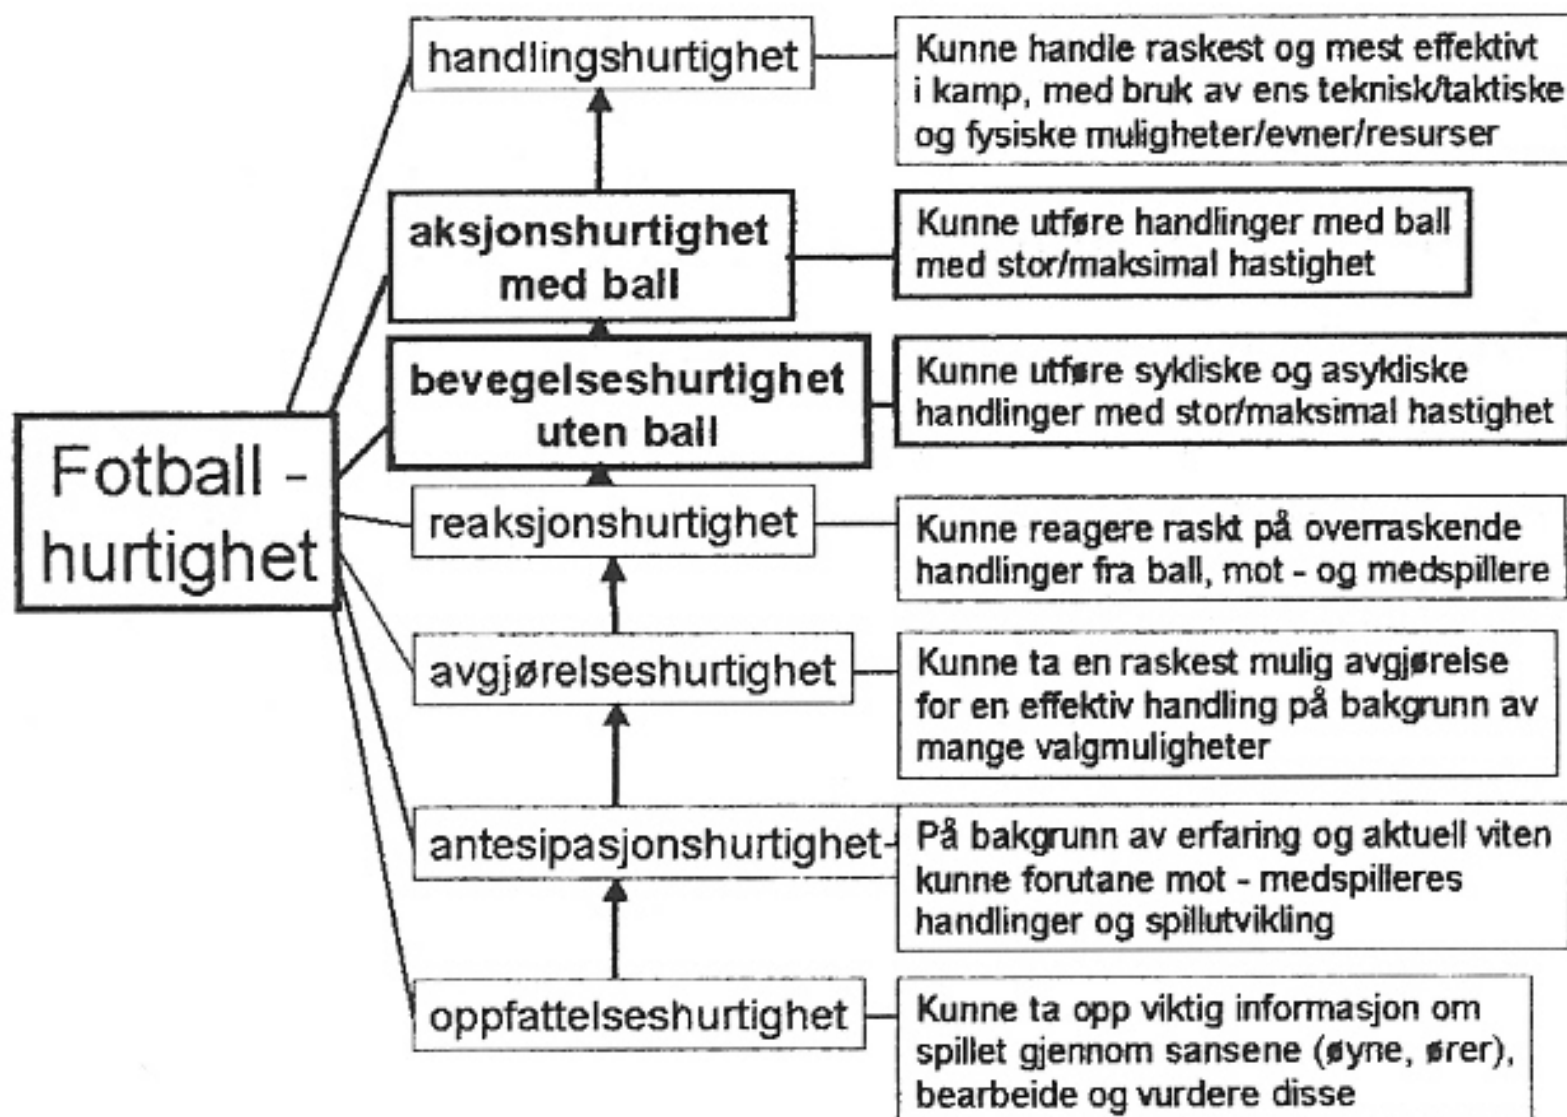 handlingshurtighet
Kunne handle raskest og mest effektivt
i kamp, med bruk av ens teknisk/taktiske
og fysiske muligheter/evner/resurser
aksjonshurtighet
med ball
Kunne utføre handlinger med ball
med stor/maksimal hastighet
bevegelseshurtighet
uten ball
Kunne utføre sykliske og asykliske
handlinger med stor/maksimal hastighet
Fotball -
hurtighet
reaksjonshurtighet
Kunne reagere raskt på overraskende
handlinger fra ball, mot - og medspillere
avgjørelseshurtighet
Kunne ta en raskest mulig avgjørelse
for en effektiv handling på bakgrunn av
mange valgmuligheter
antesipasjonshurtighet
På bakgrunn av erfaring og aktuell viten
kunne forutane mot - medspilleres
handlinger og spillutvikling
oppfattelseshurtighet
Kunne ta opp viktig informasjon om
spillet gjennom sansene (øyne, ører),
bearbeide og vurdere disse